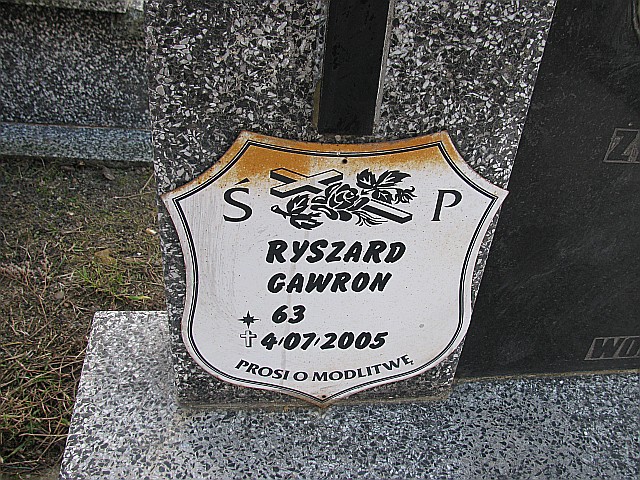 Ś P
RYSZARD
GAWRON
63
4/07/2005
PROSI O MODLITWĘ